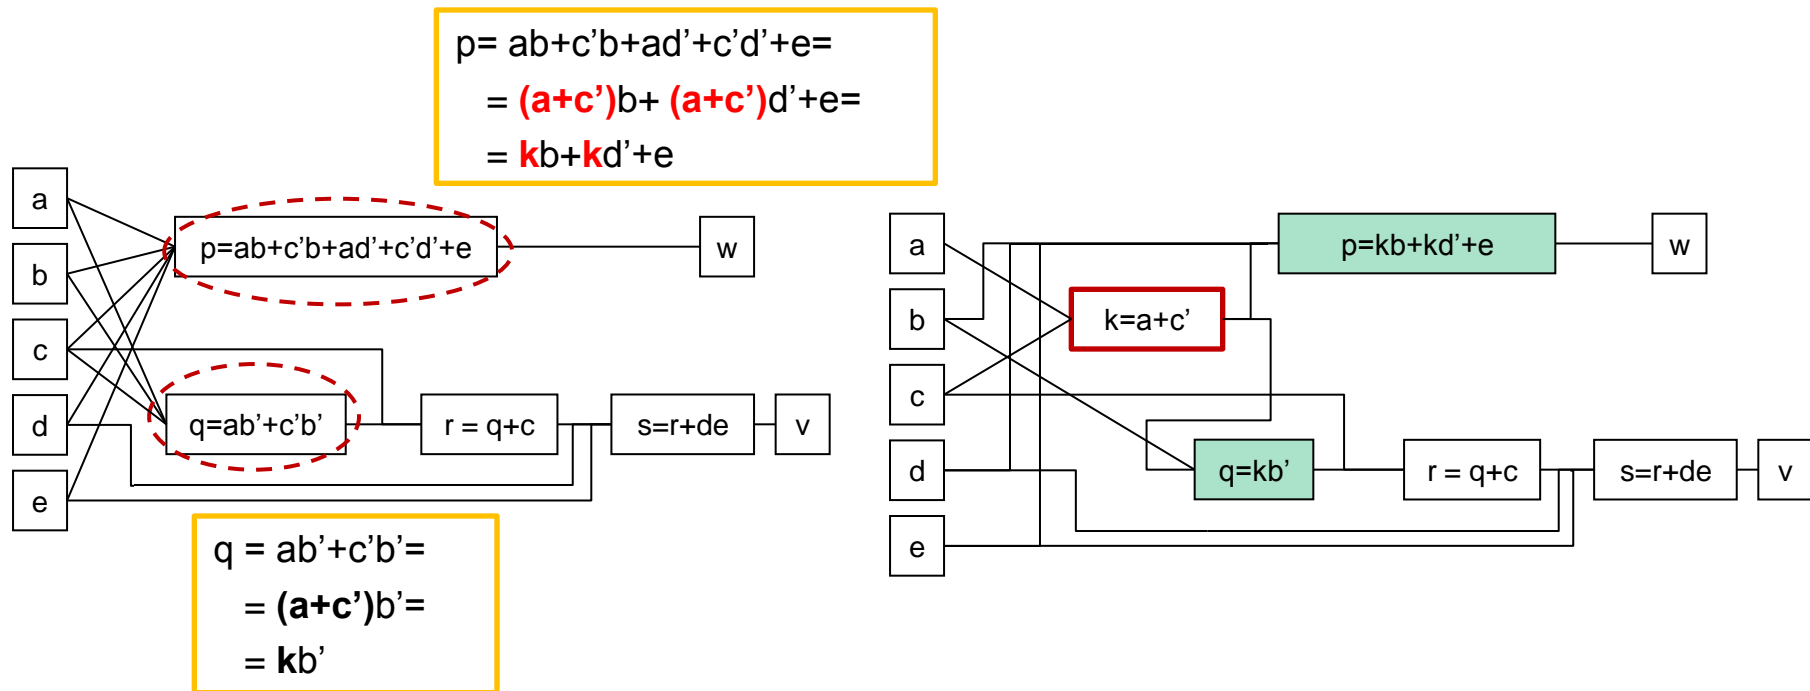 p= ab+c’b+ad’+c’d’+e=
= (a+c’)b+ (a+c’)d’+e=
= kb+kd’+e
a
b
c
d
e
p=ab+c’b+ad’+c’d’+e
w
q=ab’+c’b’
r = q+c
s=r+de
v
q = ab’+c’b’=
= (a+c’)b’=
= kb’
a
b
c
d
e
k=a+c’
p=kb+kd’+e
w
q=kb’
r = q+c
s=r+de
v